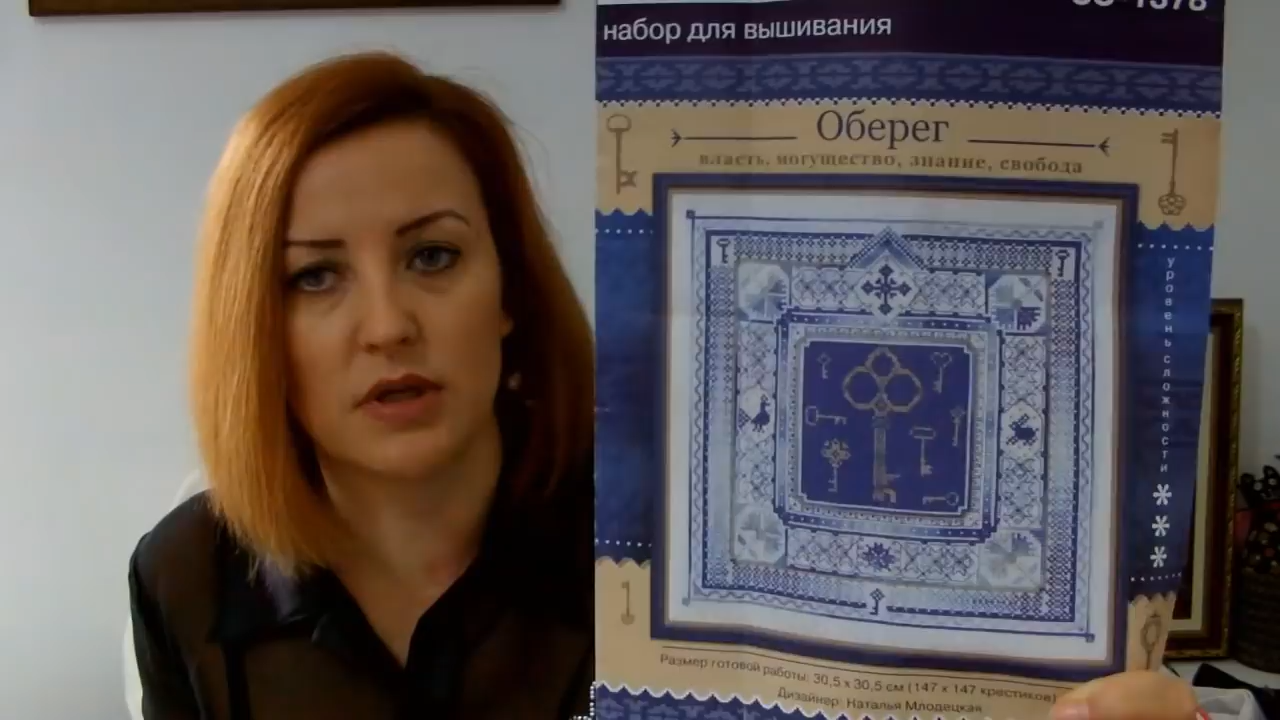 набор для вышивания
Оберег
власть, могущество, знание, свобода
уровень сложности
Размер готовой работы: 30,5 х 30,5 см (147 х 147 крестиков)
Дизайнер: Наталья Млодецкая